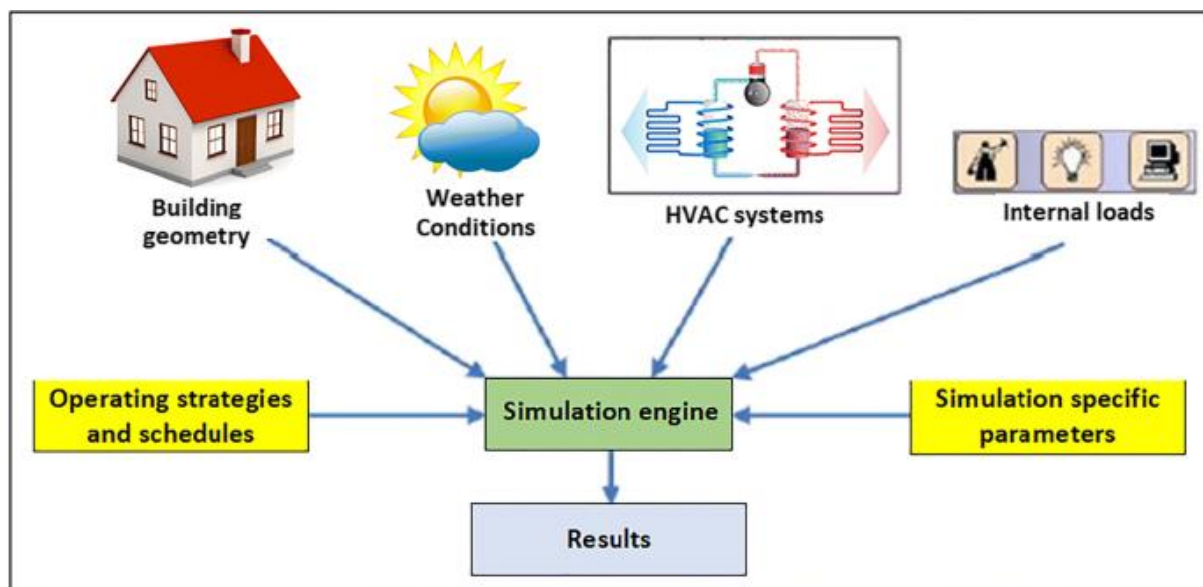 Building
geometry
Weather
Conditions
HVAC systems
Internal loads
Operating strategies
and schedules
Simulation engine
Simulation specific
parameters
Results